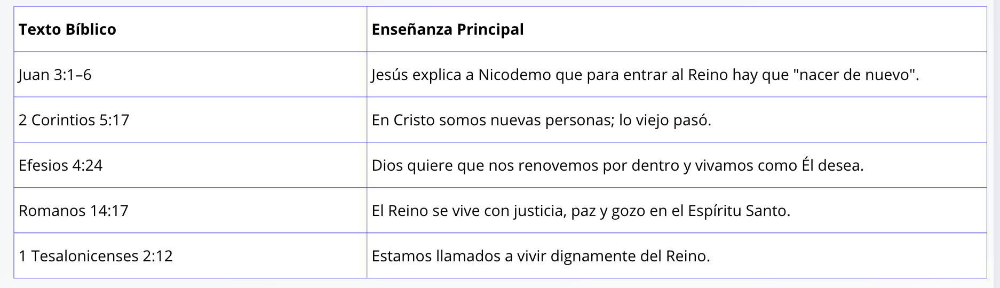 Texto Bíblico
Enseñanza Principal
Juan 3:1–6
Jesús explica a Nicodemo que para entrar al Reino hay que "nacer de nuevo".
2 Corintios 5:17
En Cristo somos nuevas personas; lo viejo pasó.
Efesios 4:24
Dios quiere que nos renovemos por dentro y vivamos como Él desea.
Romanos 14:17
El Reino se vive con justicia, paz y gozo en el Espíritu Santo.
1 Tesalonicenses 2:12
Estamos llamados a vivir dignamente del Reino.